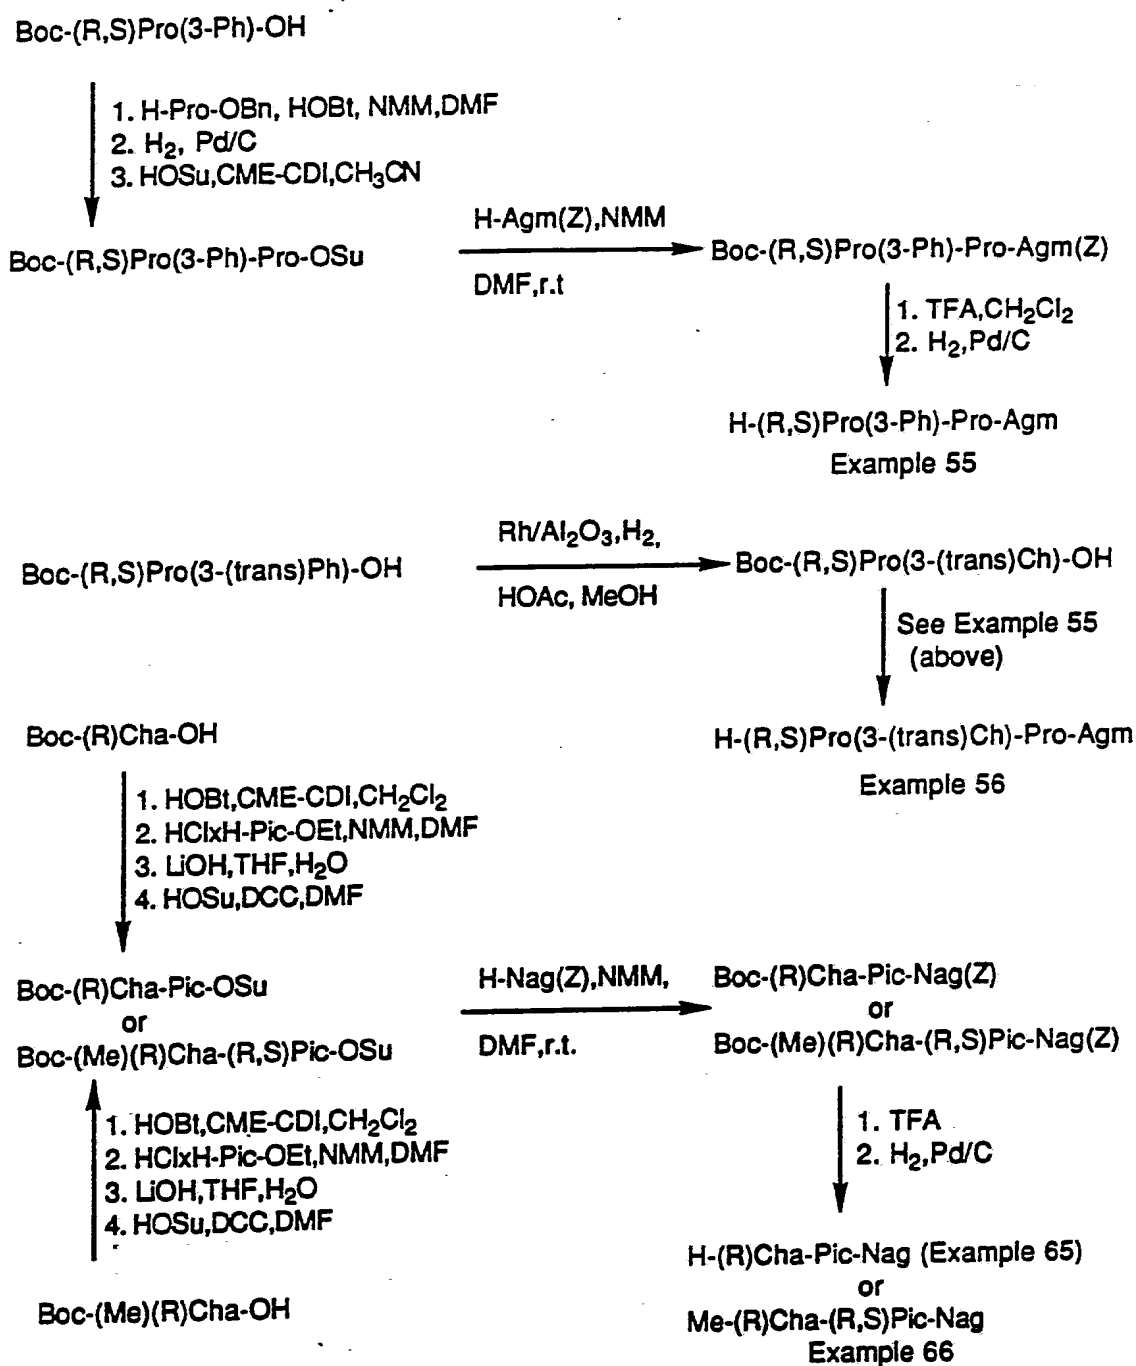 Boc-(R,S)Pro(3-Ph)-OH
1. H-Pro-OBn, HOBt, NMM,DMF
2. H2, Pd/C
3. HOSu,CME-CDI,CH3CN
Boc-(R,S)Pro(3-Ph)-Pro-OSu
H-Agm(Z),NMM
DMF,r.t
Boc-(R,S)Pro(3-Ph)-Pro-Agm(Z)
1. TFA,CH2Cl2
2. H2,Pd/C
H-(R,S)Pro(3-Ph)-Pro-Agm
Example 55
Boc-(R,S)Pro(3-(trans)Ph)-OH
Rh/Al2O3,H2,
HOAc, MeOH
Boc-(R,S)Pro(3-(trans)Ch)-OH
See Example 55
(above)
H-(R,S)Pro(3-(trans)Ch)-Pro-Agm
Example 56
Boc-(R)Cha-OH
1. HOBt,CME-CDI,CH2Cl2
2. HClxH-Pic-OEt,NMM,DMF
3. LiOH,THF,H2O
4. HOSu,DCC,DMF
Boc-(R)Cha-Pic-OSu
or
Boc-(Me)(R)Cha-(R,S)Pic-OSu
H-Nag(Z),NMM,
DMF,r.t.
Boc-(R)Cha-Pic-Nag(Z)
or
Boc-(Me)(R)Cha-(R,S)Pic-Nag(Z)
1. HOBt,CME-CDI,CH2Cl2
2. HClxH-Pic-OEt,NMM,DMF
3. LiOH,THF,H2O
4. HOSu,DCC,DMF
Boc-(Me)(R)Cha-OH
1. TFA
2. H2,Pd/C
H-(R)Cha-Pic-Nag (Example 65)
or
Me-(R)Cha-(R,S)Pic-Nag
Example 66